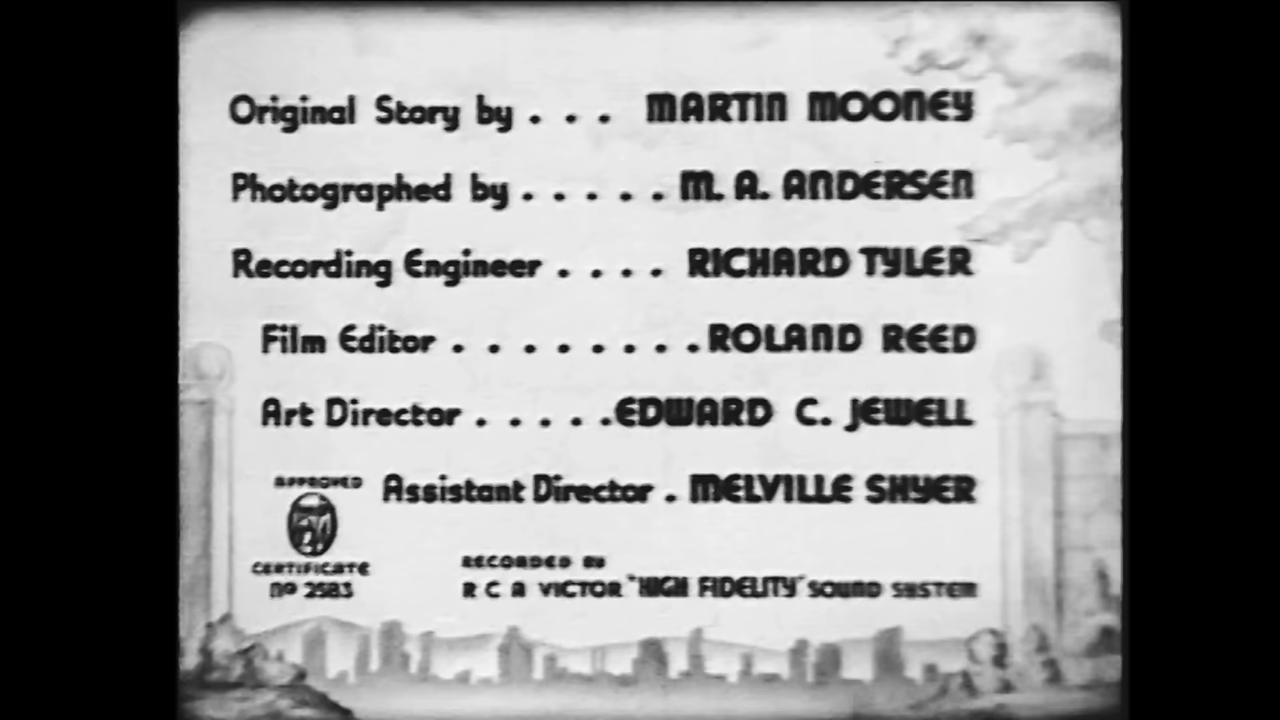 Original Story by . . . MARTIN MOONEY
Photographed by . . . . . M. A. ANDERSEN
Recording Engineer . . . . RICHARD TYLER
Film Editor . . . . . . . . ROLAND REED
Art Director . . . . . EDWARD C. JEWELL
Assistant Director . MELVILLE SHYER
APPROVED
CERTIFICATE
No 2583
RECORDED BY
R C A VICTOR "HIGH FIDELITY" SOUND SYSTEM